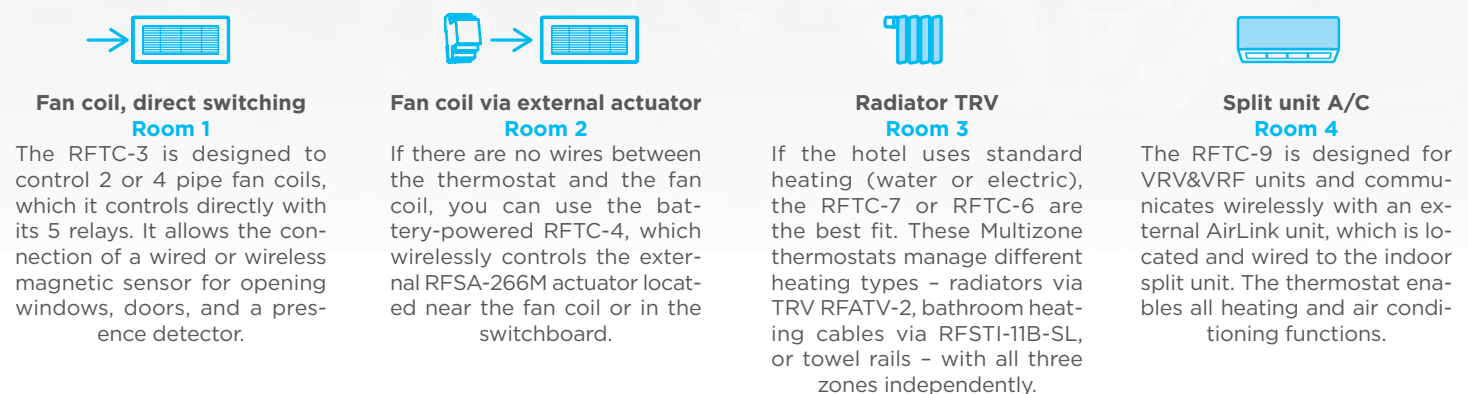 Fan coil, direct switching
Room 1
The RFTC-3 is designed to
control 2 or 4 pipe fan coils,
which it controls directly with
its 5 relays. It allows the con-
nection of a wired or wireless
magnetic sensor for opening
windows, doors, and a pres-
ence detector.
Fan coil via external actuator
Room 2
If there are no wires between
the thermostat and the fan
coil, you can use the bat-
tery-powered RFTC-4, which
wirelessly controls the exter-
nal RFSA-266M actuator locat-
ed near the fan coil or in the
switchboard.
Radiator TRV
Room 3
If the hotel uses standard
heating (water or electric),
the RFTC-7 or RFTC-6 are
the best fit. These Multizone
thermostats manage different
heating types – radiators via
TRV RFATV-2, bathroom heat-
ing cables via RFSTI-11B-SL,
or towel rails – with all three
zones independently.
Split unit A/C
Room 4
The RFTC-9 is designed for
VRV&VRF units and commu-
nicates wirelessly with an ex-
ternal AirLink unit, which is lo-
cated and wired to the indoor
split unit. The thermostat ena-
bles all heating and air condi-
tioning functions.